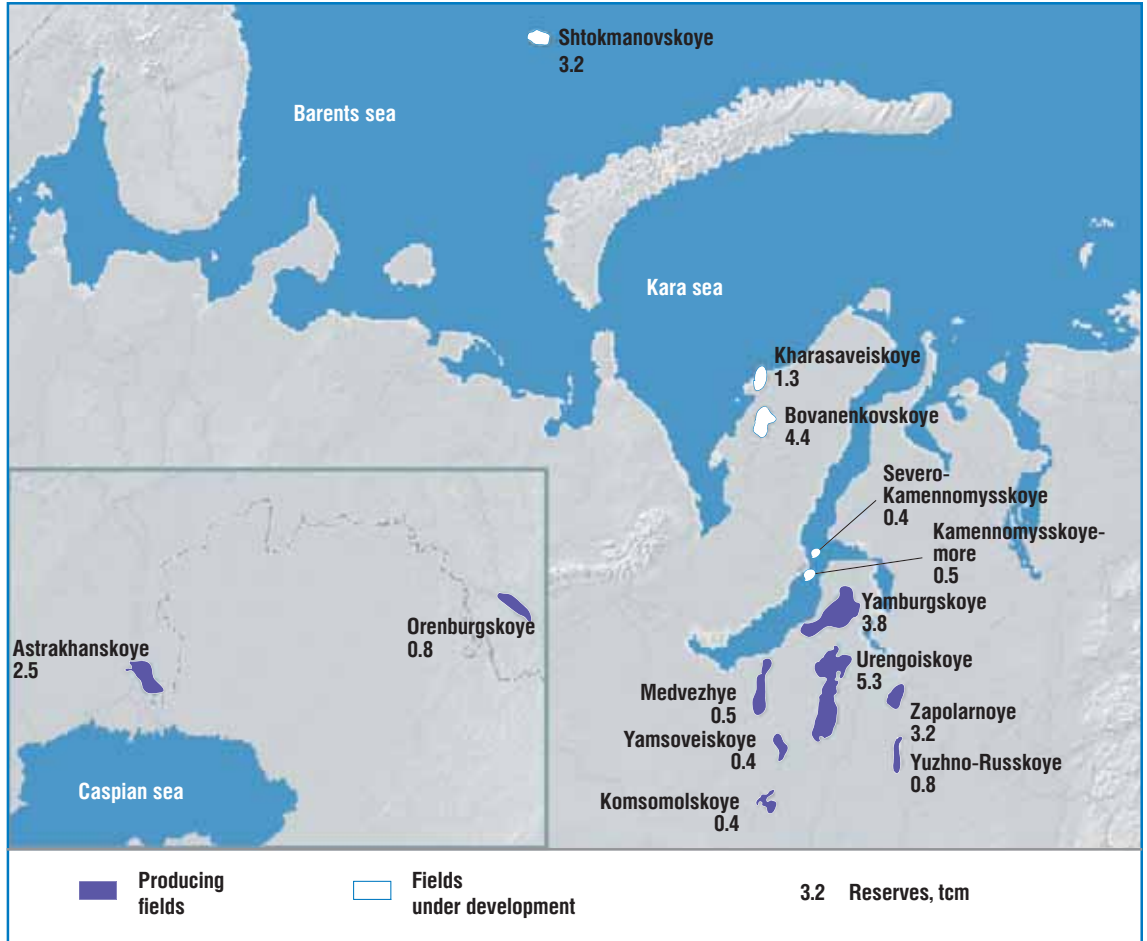 Shtokmanovskoye
3.2
Barents sea
Kara sea
Kharasaveiskoye
1.3
Bovanenkovskoye
4.4
Severo-
Kamennomysskoye
0.4
Kamennomysskoye-
more
0.5
Yamburgskoye
3.8
Orenburgskoye
0.8
Astrakhanskoye
2.5
Urengoiskoye
5.3
Medvezhye
0.5
Zapolarnoye
3.2
Yamsoveiskoye
0.4
Yuzhno-Russkoye
0.8
Caspian sea
Komsomolskoye
0.4
Producing
fields
Fields
under development
3.2 Reserves, tcm